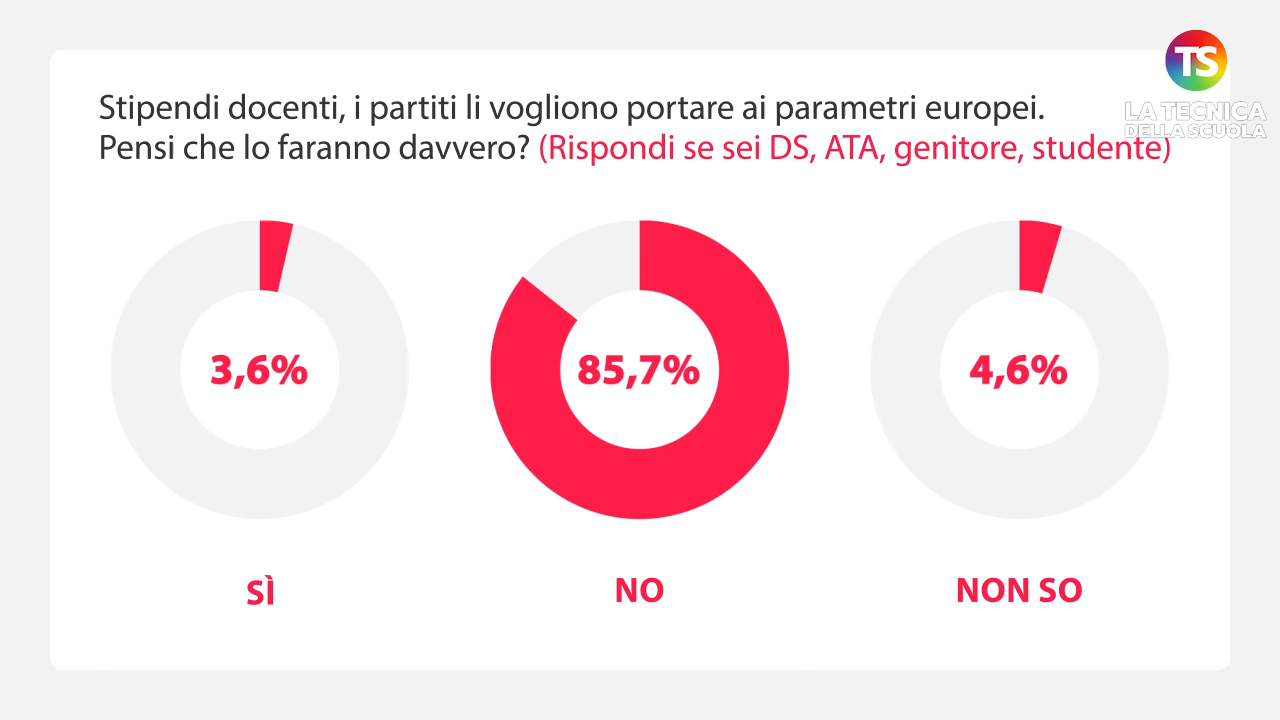 TS
LA TECNICA
DELLA SCUOLA
Stipendi docenti, i partiti li vogliono portare ai parametri europei.
Pensi che lo faranno davvero? (Rispondi se sei DS, ATA, genitore, studente)
3,6%
85,7%
4,6%
SÌ
NO
NON SO